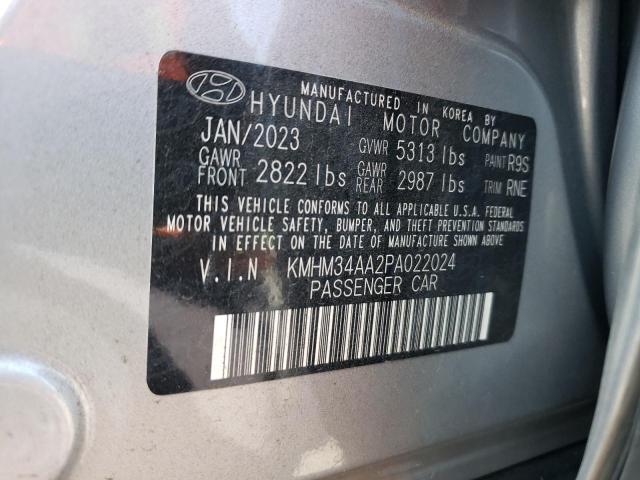 MANUFACTURED IN KOREA BY
HYUNDAI MOTOR COMPANY
JAN/2023 GVWR 5313 lbs PAINT R9S
GAWR FRONT 2822 lbs GAWR REAR 2987 lbs TRIM RNE
THIS VEHICLE CONFORMS TO ALL APPLICABLE U.S.A. FEDERAL
MOTOR VEHICLE SAFETY, BUMPER, AND THEFT PREVENTION STANDARDS
IN EFFECT ON THE DATE OF MANUFACTURE SHOWN ABOVE.
V.I.N KMHM34AA2PA022024
PASSENGER CAR